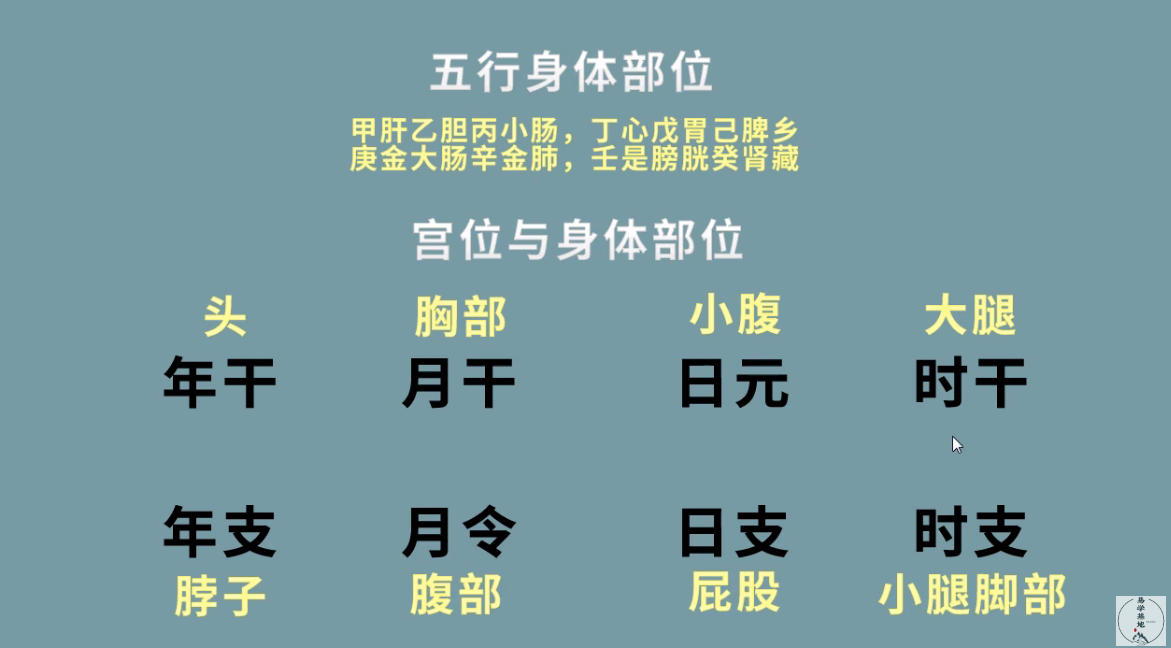 五行身体部位
甲肝乙胆丙小肠，丁心戊胃己脾乡
庚金大肠辛金肺，壬是膀胱癸肾藏
宫位与身体部位
头 胸部 小腹 大腿
年干 月干 日元 时干
年支 月令 日支 时支
脖子 腹部 屁股 小腿脚部
易学基地